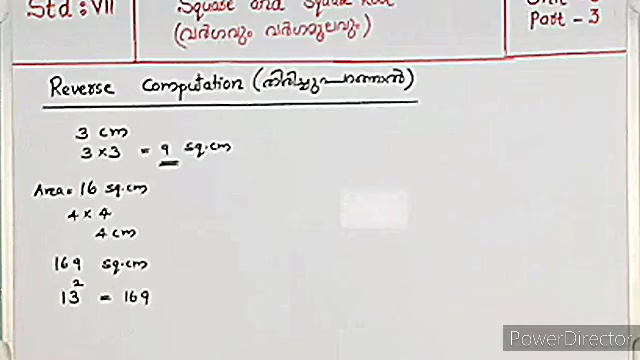 Std : VII
Square and Square Root
(വർഗവും വർഗമൂലവും)
Part - 3
Reverse Computation (തിരിച്ചുപറഞ്ഞാൽ)
3 cm
3 × 3 = 9 sq.cm
Area = 16 sq.cm
4 × 4
4 cm
169 sq.cm
13² = 169
PowerDirector